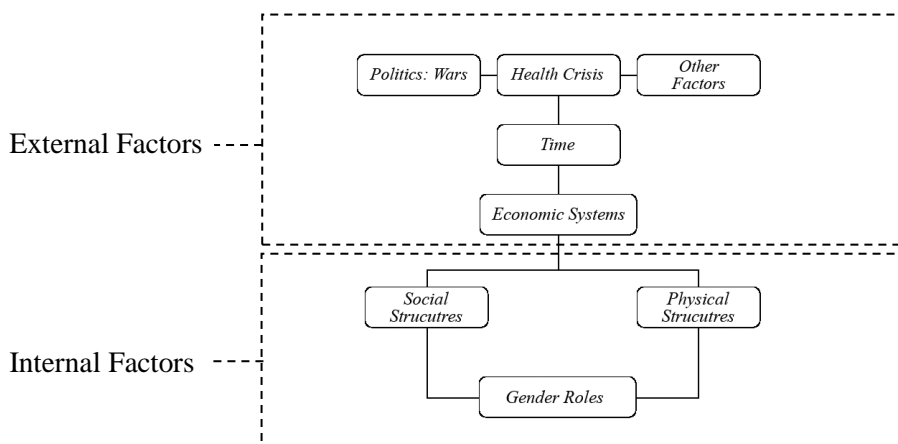 Politics: Wars
Health Crisis
Other
Factors
External Factors
Time
Economic Systems
Social
Strucutres
Physical
Strucutres
Internal Factors
Gender Roles